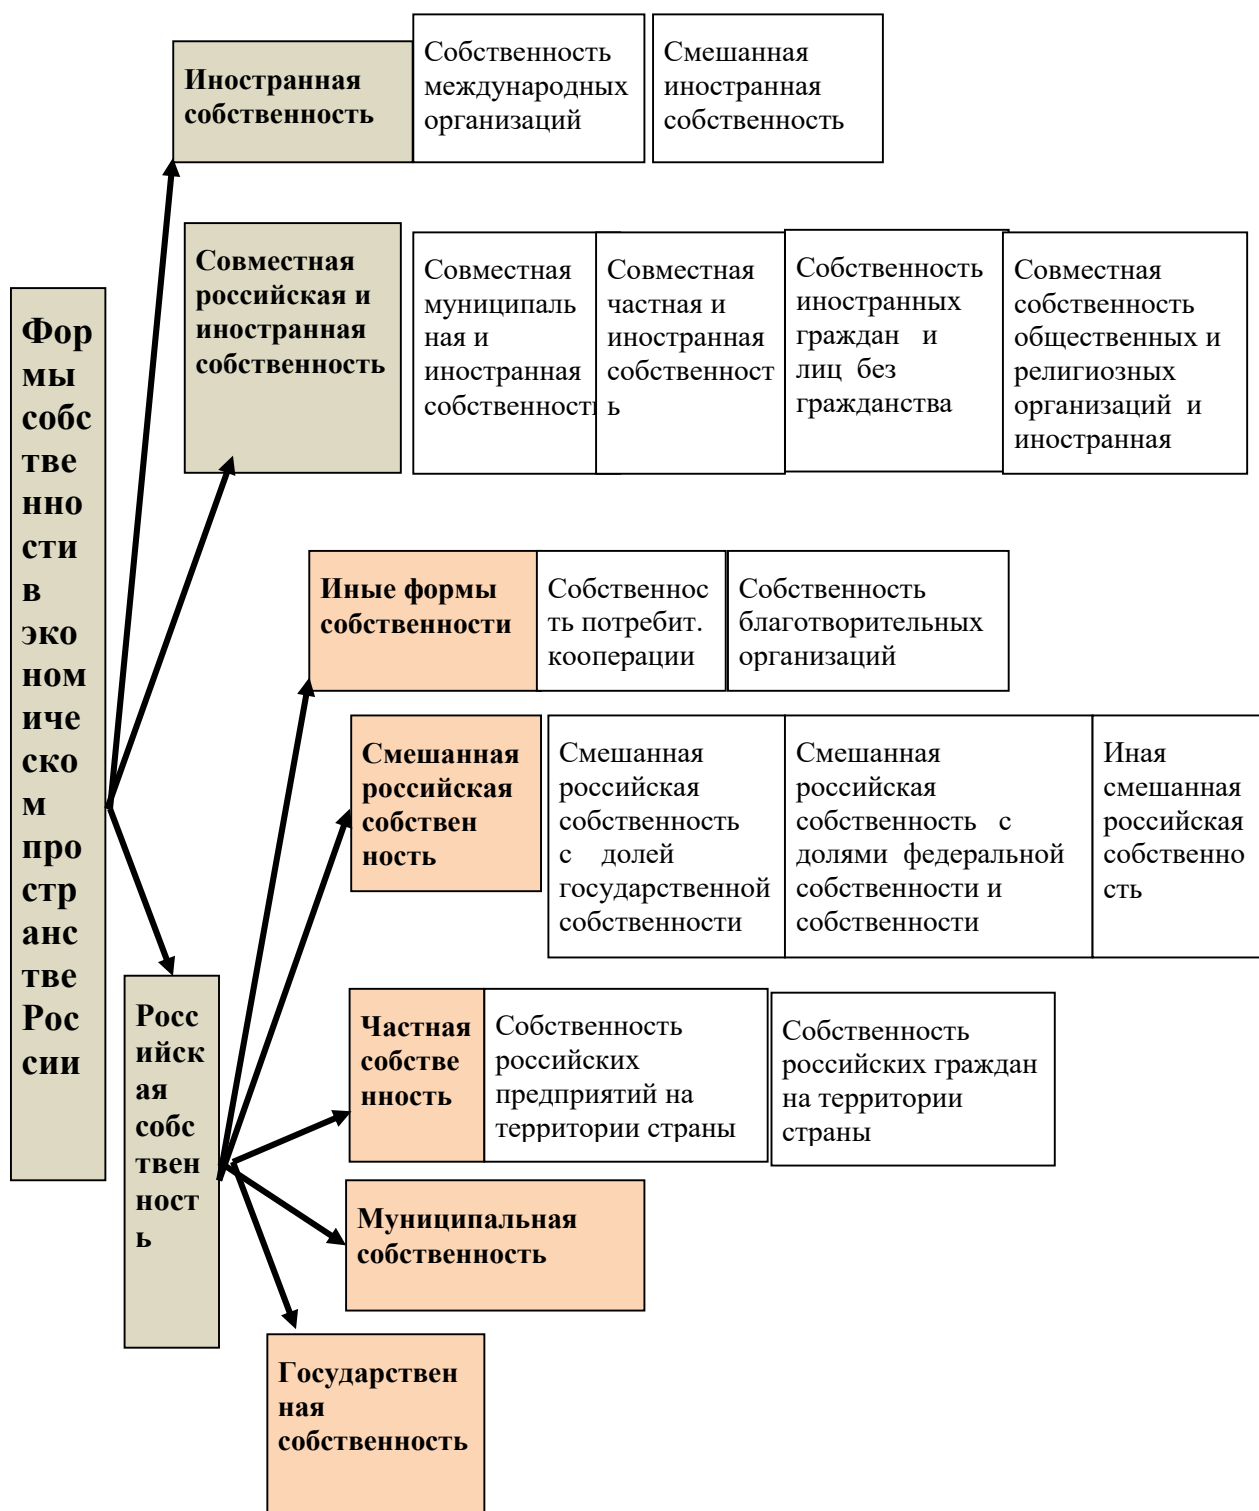 Иностранная
собственность
Собственность
международных
организаций
Смешанная
иностранная
собственность
Совместная
российская и
иностранная
собственность
Совместная
муниципаль
ная и
иностранная
собственность
Совместная
частная и
иностранная
собственност
ь
Собственность
иностранных
граждан и
лиц без
гражданства
Совместная
собственность
общественных и
религиозных
организаций и
иностранная
Фор
мы
собс
тве
нно
сти
в
эко
ном
иче
ско
м
про
стр
анс
тве
Рос
сии
Иные формы
собственности
Собственнос
ть потребит.
кооперации
Собственность
благотворительных
организаций
Смешанная
российская
собствен
ность
Смешанная
российская
собственность
с долей
государственной
собственности
Смешанная
российская
собственность с
долями федеральной
собственности и
собственности
Иная
смешанная
российская
собственно
сть
Росс
ийск
ая
собс
твен
ност
ь
Частная
собстве
нность
Собственность
российских
предприятий на
территории страны
Собственность
российских граждан
на территории
страны
Муниципальная
собственность
Государствен
ная
собственность